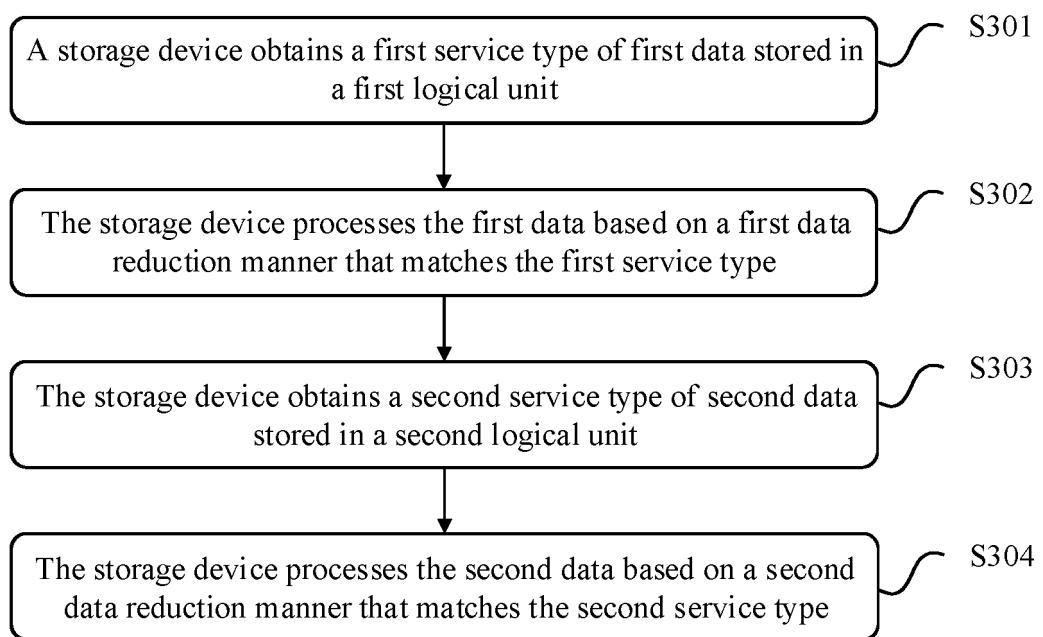 A storage device obtains a first service type of first data stored in
a first logical unit
S301
The storage device processes the first data based on a first data
reduction manner that matches the first service type
S302
The storage device obtains a second service type of second data
stored in a second logical unit
S303
The storage device processes the second data based on a second
data reduction manner that matches the second service type
S304